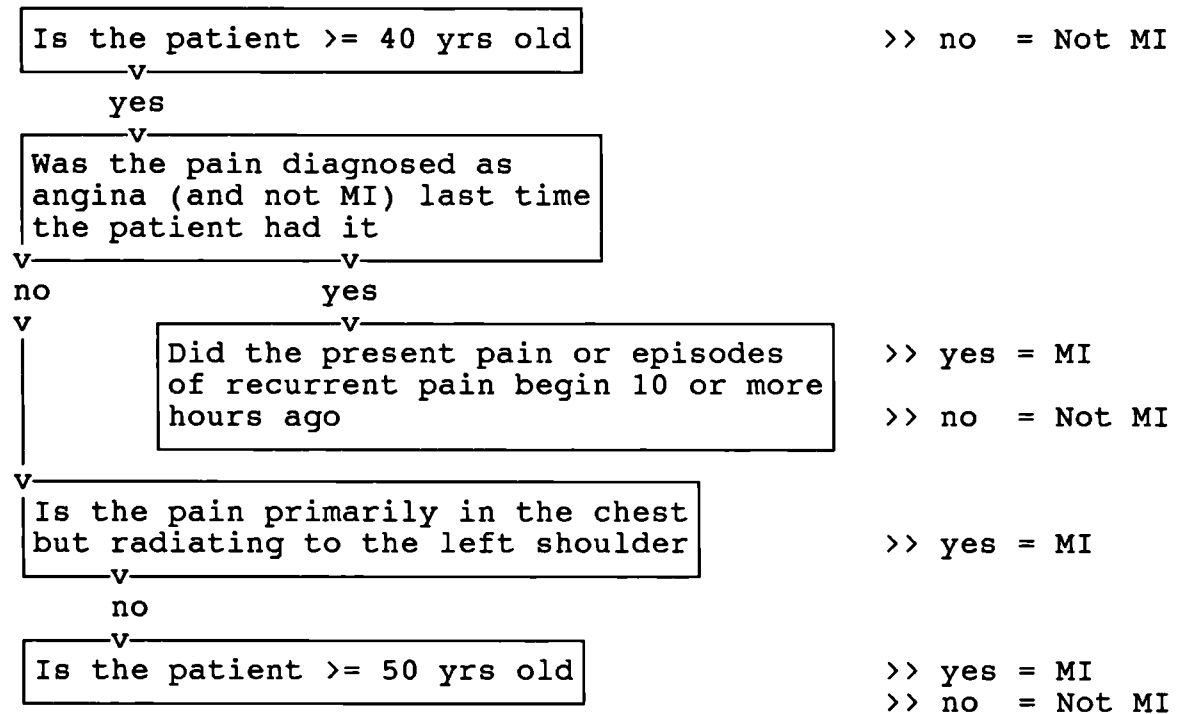 Is the patient >= 40 yrs old >> no = Not MI
yes
Was the pain diagnosed as
angina (and not MI) last time
the patient had it
no yes
Did the present pain or episodes >> yes = MI
of recurrent pain begin 10 or more
hours ago >> no = Not MI
Is the pain primarily in the chest
but radiating to the left shoulder >> yes = MI
no
Is the patient >= 50 yrs old >> yes = MI
>> no = Not MI